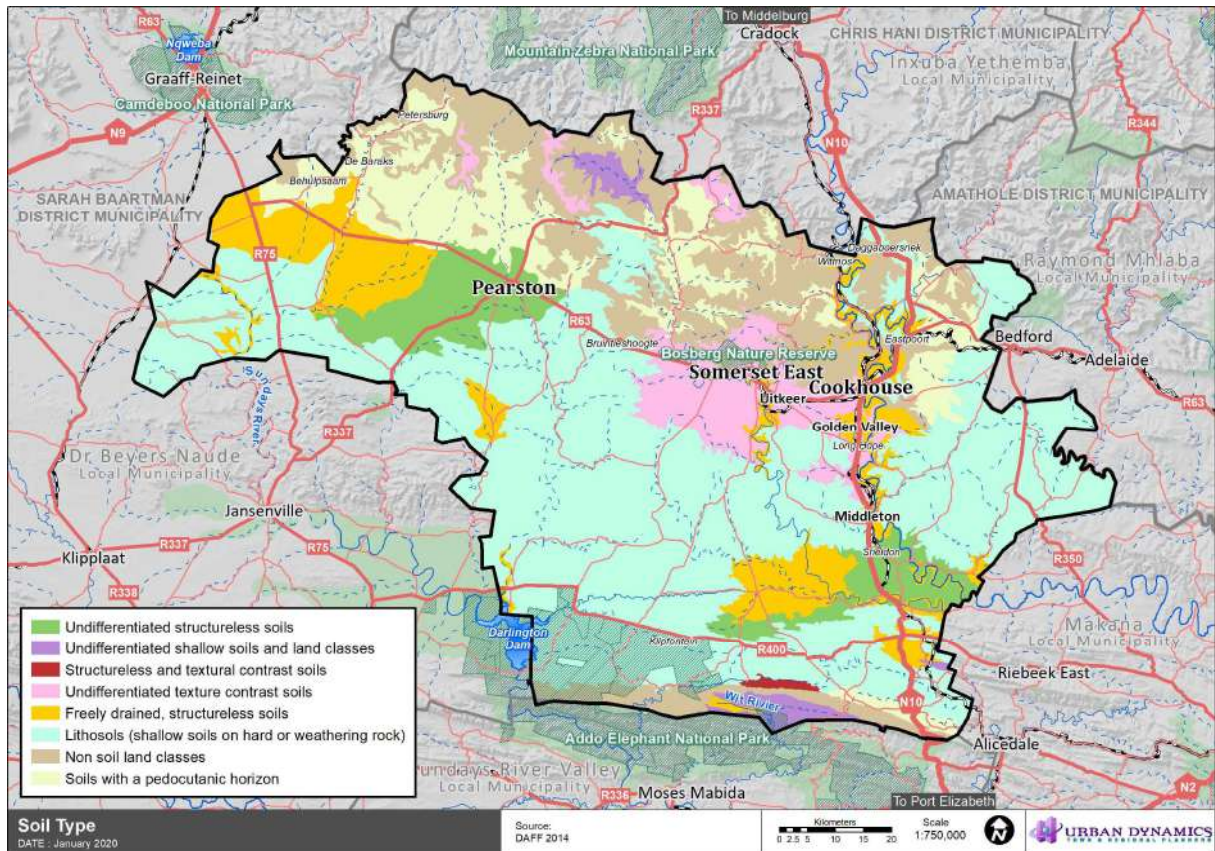 To Middelburg
Cradock
CHRIS HANI DISTRICT MUNICIPALITY
R63
Nqweba
Dam
Mountain Zebra National Park
Inxuba Yethemba
Local Municipality
Graaff-Reinet
Camdeboo National Park
R337
R344
N9
N10
Petersburg
De Baraks
Behulpsaam
SARAH BAARTMAN
DISTRICT MUNICIPALITY
AMATHOLE DISTRICT MUNICIPALITY
R75
Daggaboersnek
Witmos
Raymond Mhlaba
Local Municipality
Pearston
R63
Bruintieshoogte
Eastpoort
Bedford
Bosberg Nature Reserve
Adelaide
Somerset East
Cookhouse
Uitkeer
R63
Sundays River
Golden Valley
Long Hope
R337
Dr Beyers Naude
Local Municipality
Jansenville
Middleton
Klipplaat
R337
R75
Sheldon
R350
R338
Darlington
Dam
Klipfontein
R400
Makana
Local Municipality
Riebeek East
Wit Rivier
N10
Addo Elephant National Park
Alicedale
Sundays River Valley
Local Municipality
R336
Moses Mabida
To Port Elizabeth
N2
Undifferentiated structureless soils
Undifferentiated shallow soils and land classes
Structureless and textural contrast soils
Undifferentiated texture contrast soils
Freely drained, structureless soils
Lithosols (shallow soils on hard or weathering rock)
Non soil land classes
Soils with a pedocutanic horizon
Soil Type
DATE : January 2020
Source:
DAFF 2014
Kilometers
0 2.5 5 10 15 20
Scale
1:750,000
N
URBAN DYNAMICS
TOWN & REGIONAL PLANNERS